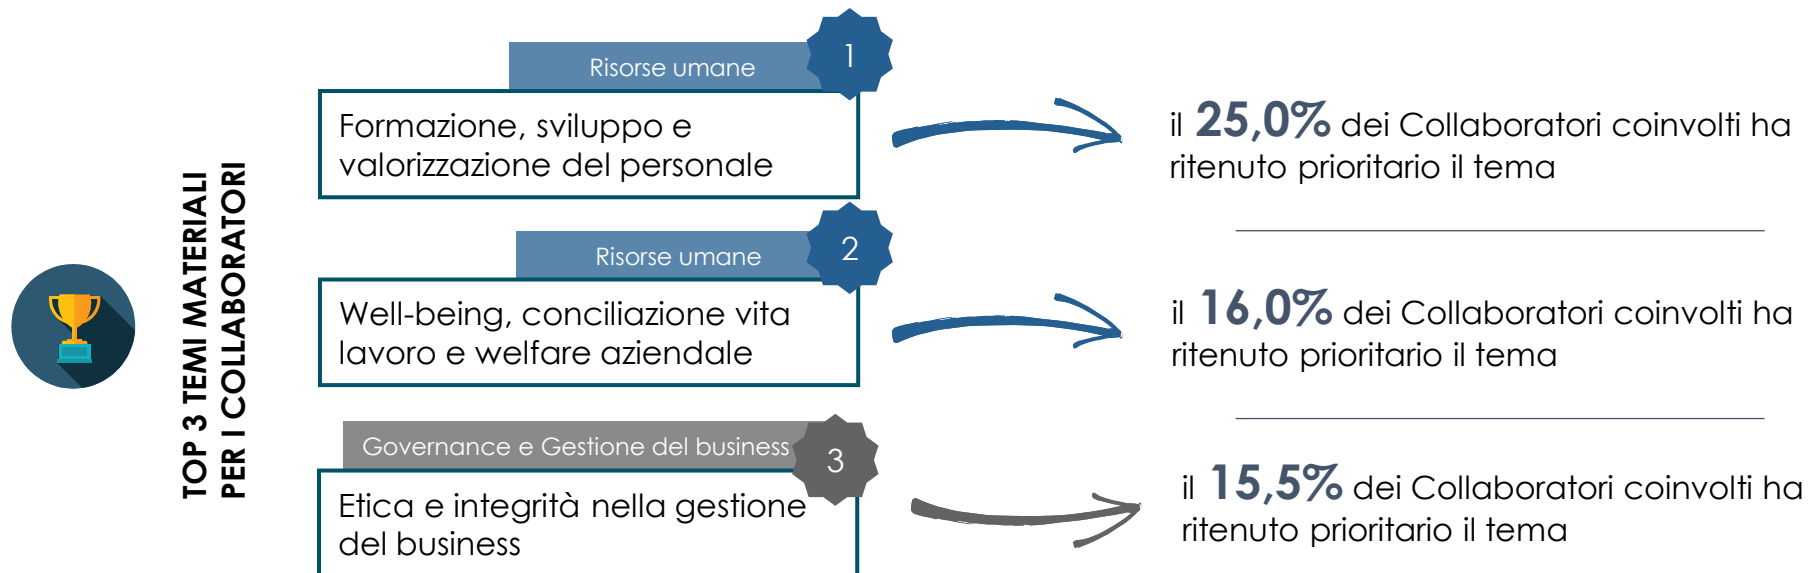 TOP 3 TEMI MATERIALI
PER I COLLABORATORI
Risorse umane
1
Formazione, sviluppo e
valorizzazione del personale
il 25,0% dei Collaboratori coinvolti ha
ritenuto prioritario il tema
Risorse umane
2
Well-being, conciliazione vita
lavoro e welfare aziendale
il 16,0% dei Collaboratori coinvolti ha
ritenuto prioritario il tema
Governance e Gestione del business
3
Etica e integrità nella gestione
del business
il 15,5% dei Collaboratori coinvolti ha
ritenuto prioritario il tema